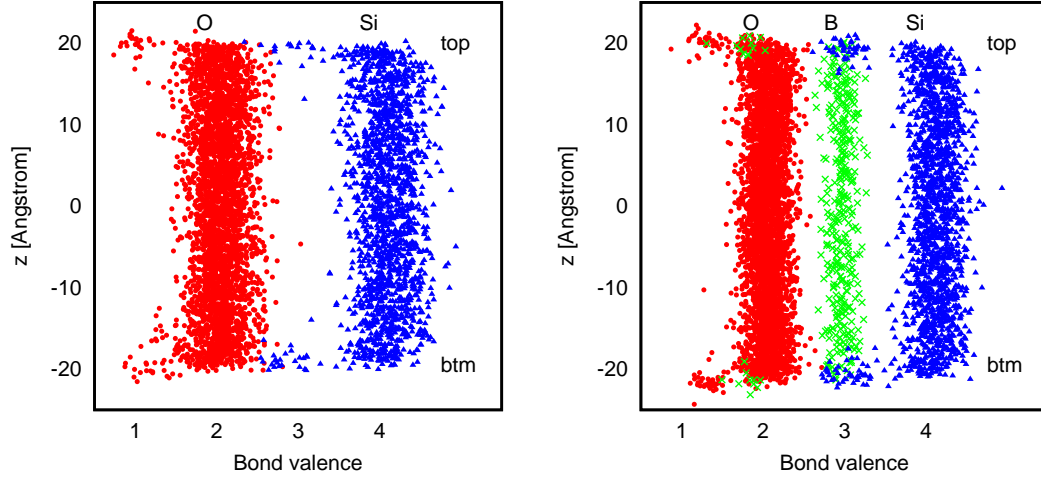 O Si
top
20
10
0
-10
-20
btm
z [Angstrom]
1 2 3 4
Bond valence
O B Si
top
20
10
0
-10
-20
btm
z [Angstrom]
1 2 3 4
Bond valence